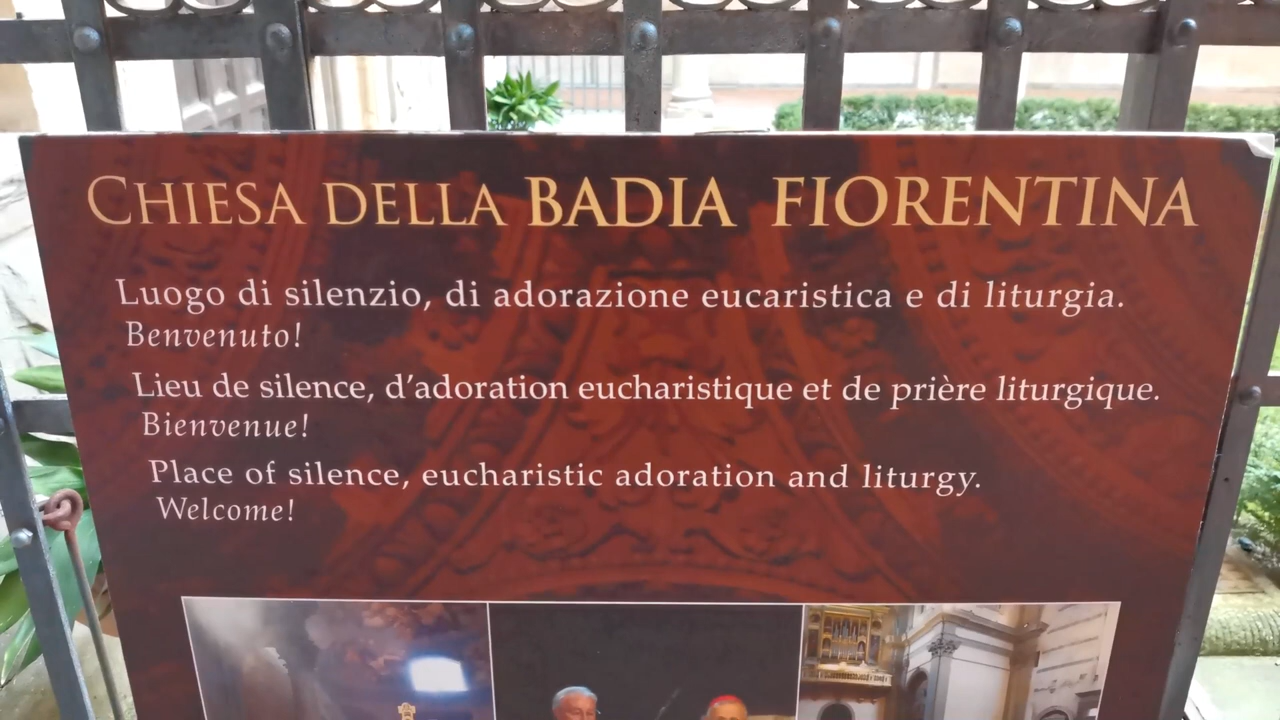 CHIESA DELLA BADIA FIORENTINA
Luogo di silenzio, di adorazione eucaristica e di liturgia.
Benvenuto!
Lieu de silence, d'adoration eucharistique et de prière liturgique.
Bienvenue!
Place of silence, eucharistic adoration and liturgy.
Welcome!